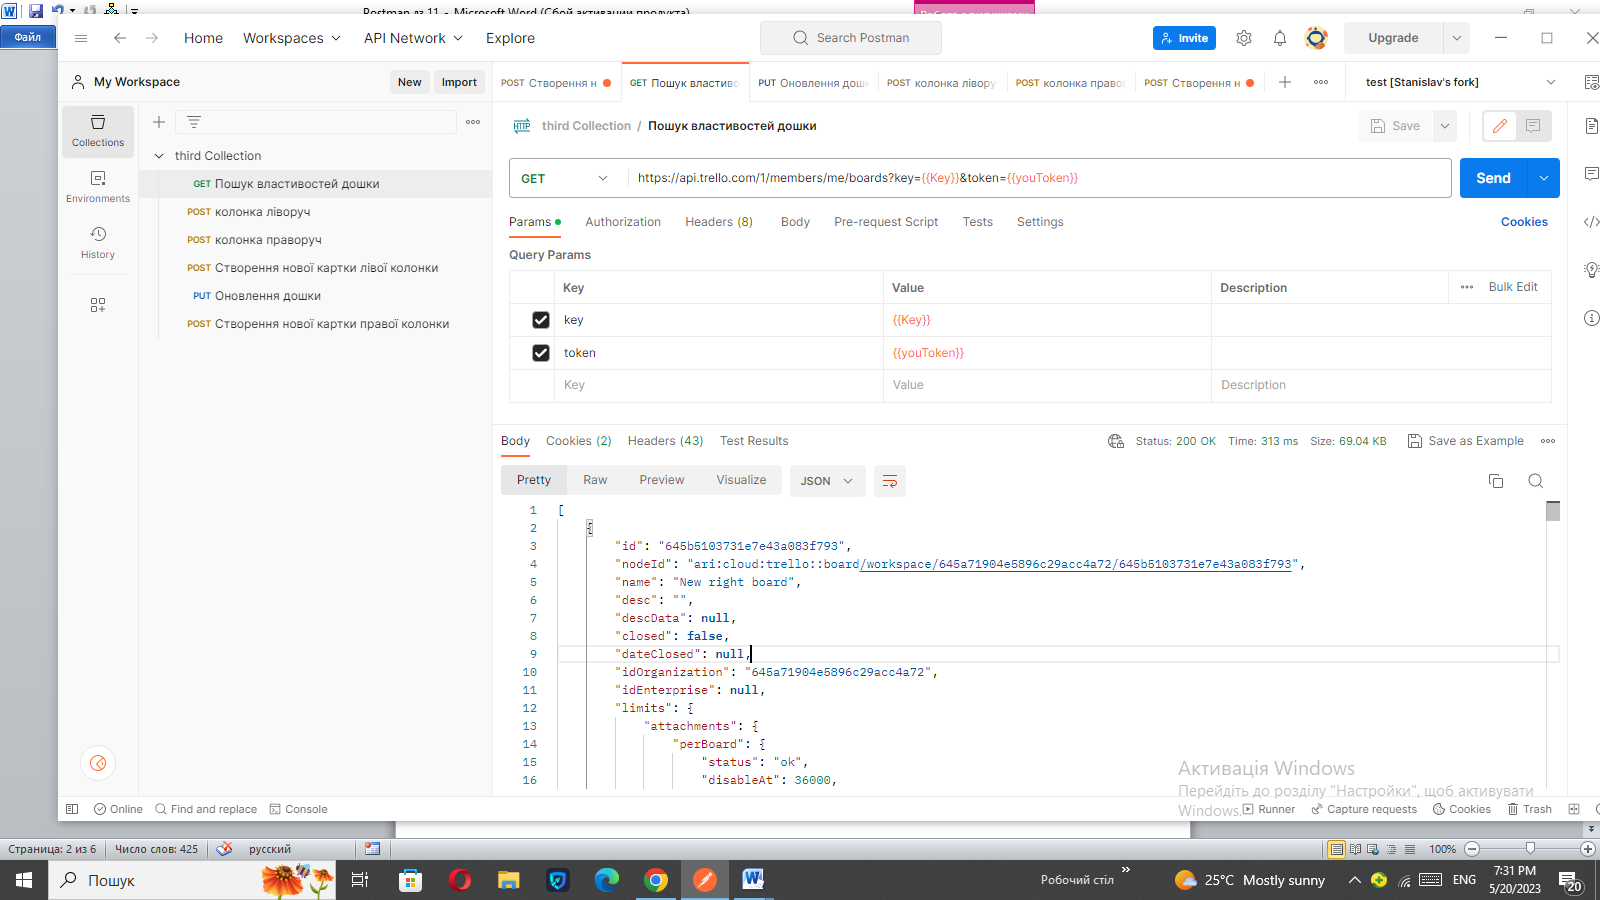 Postman дз 11 - Microsoft Word (Сбой активации продукта)
Файл
Home
Workspaces
API Network
Explore
Search Postman
Invite
Upgrade
My Workspace
New
Import
POST Створення н
GET Пошук властивс
PUT Оновлення дош
POST колонка лівору
POST колонка право
POST Створення н
test [Stanislav's fork]
Collections
Environments
History
third Collection
GET Пошук властивостей дошки
POST колонка ліворуч
POST колонка праворуч
POST Створення нової картки лівої колонки
PUT Оновлення дошки
POST Створення нової картки правої колонки
HTTP third Collection / Пошук властивостей дошки
Save
GET
https://api.trello.com/1/members/me/boards?key={{Key}}&token={{youToken}}
Send
Params
Authorization
Headers (8)
Body
Pre-request Script
Tests
Settings
Cookies
Query Params
Key Value Description
Bulk Edit
key {{Key}}
token {{youToken}}
Key Value Description
Body
Cookies (2)
Headers (43)
Test Results
Status: 200 OK Time: 313 ms Size: 69.04 KB
Save as Example
Pretty
Raw
Preview
Visualize
JSON
1 [
2 {
3 "id": "645b5103731e7e43a083f793",
4 "nodeId": "ari:cloud:trello::board/workspace/645a71904e5896c29acc4a72/645b5103731e7e43a083f793",
5 "name": "New right board",
6 "desc": "",
7 "descData": null,
8 "closed": false,
9 "dateClosed": null,
10 "idOrganization": "645a71904e5896c29acc4a72",
11 "idEnterprise": null,
12 "limits": {
13 "attachments": {
14 "perBoard": {
15 "status": "ok",
16 "disableAt": 36000,
Активація Windows
Перейдіть до розділу "Настройки", щоб активувати
Windows.
Online
Find and replace
Console
Runner
Capture requests
Cookies
Trash
Страница: 2 из 6
Число слов: 425
русский
100%
Пошук
Робочий стіл
25°C Mostly sunny
ENG
7:31 PM
5/20/2023
20